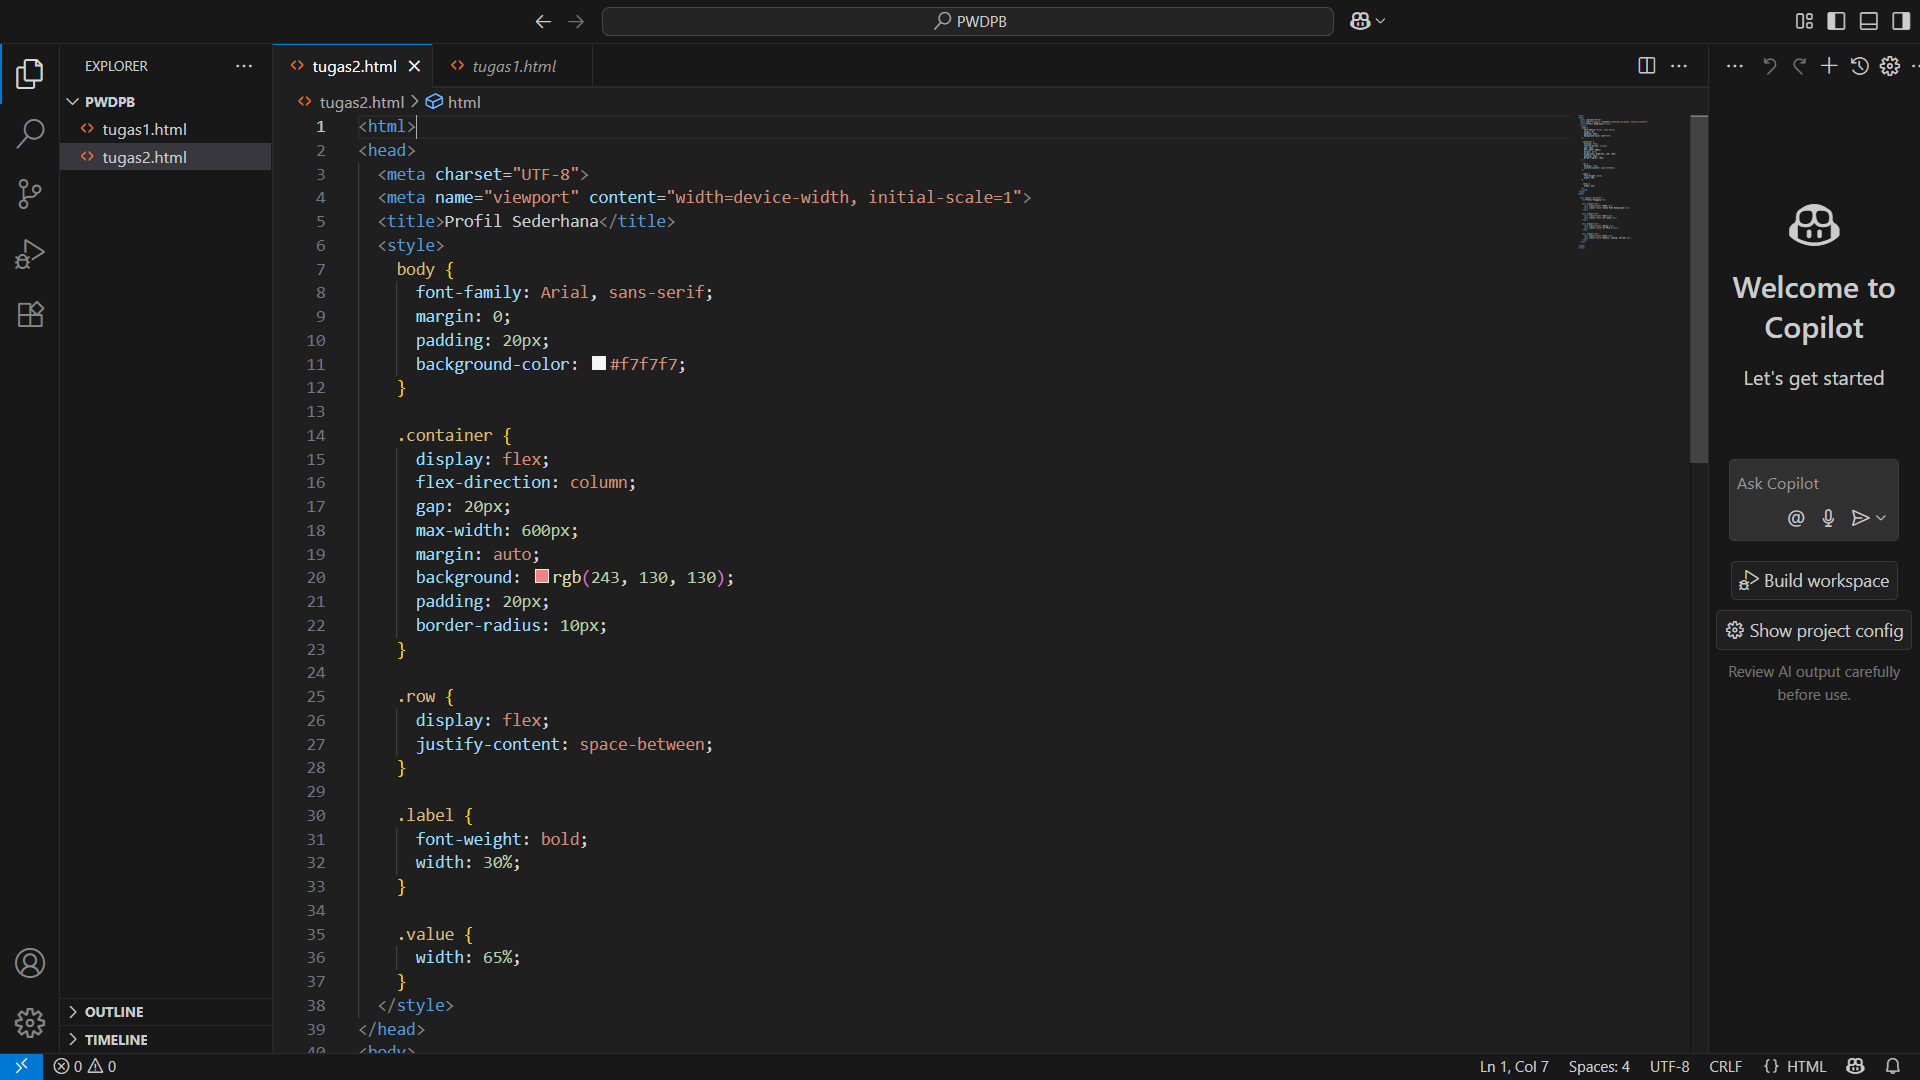 PWDPB
EXPLORER
PWDPB
tugas1.html
tugas2.html
OUTLINE
TIMELINE
tugas2.html
tugas1.html
tugas2.html > html
1 <html>
2 <head>
3 <meta charset="UTF-8">
4 <meta name="viewport" content="width=device-width, initial-scale=1">
5 <title>Profil Sederhana</title>
6 <style>
7 body {
8 font-family: Arial, sans-serif;
9 margin: 0;
10 padding: 20px;
11 background-color: #f7f7f7;
12 }
13
14 .container {
15 display: flex;
16 flex-direction: column;
17 gap: 20px;
18 max-width: 600px;
19 margin: auto;
20 background: rgb(243, 130, 130);
21 padding: 20px;
22 border-radius: 10px;
23 }
24
25 .row {
26 display: flex;
27 justify-content: space-between;
28 }
29
30 .label {
31 font-weight: bold;
32 width: 30%;
33 }
34
35 .value {
36 width: 65%;
37 }
38 </style>
39 </head>
40 <body>
Welcome to
Copilot
Let's get started
Ask Copilot
@
Build workspace
Show project config
Review AI output carefully
before use.
0 0
Ln 1, Col 7 Spaces: 4 UTF-8 CRLF {} HTML